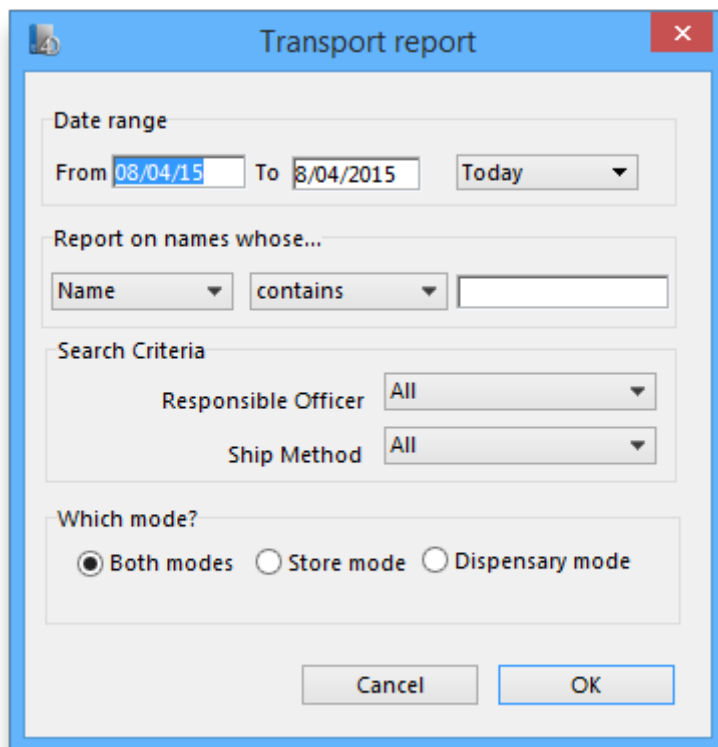 Transport report
Date range
From 08/04/15 To 8/04/2015 Today
Report on names whose...
Name contains
Search Criteria
Responsible Officer All
Ship Method All
Which mode?
Both modes Store mode Dispensary mode
Cancel OK